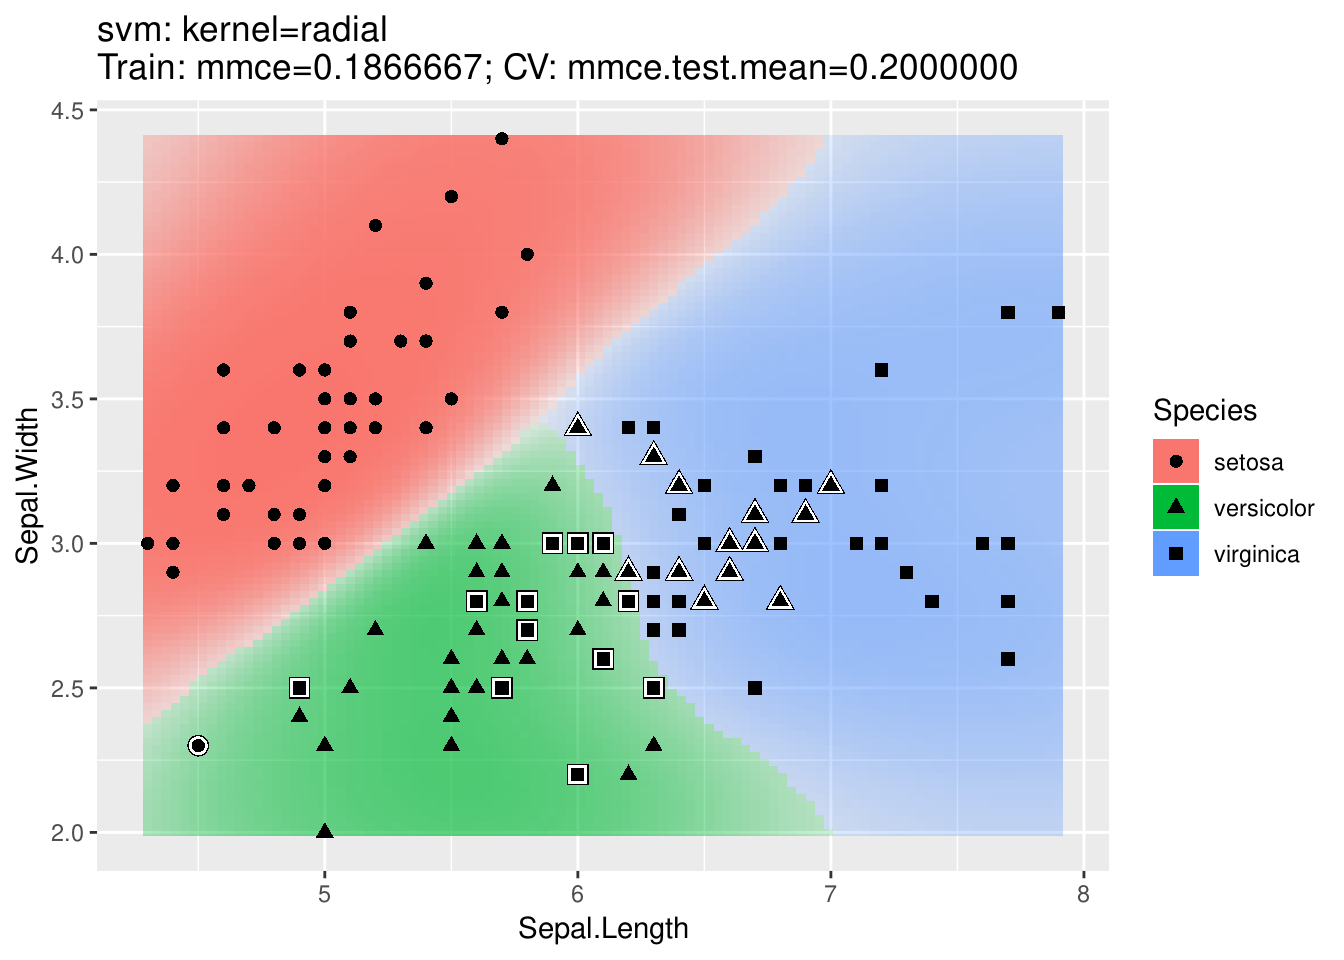 svm: kernel=radial
Train: mmce=0.1866667; CV: mmce.test.mean=0.2000000
4.5
4.0
3.5
3.0
2.5
2.0
Sepal.Width
5
6
7
8
Sepal.Length
Species
setosa
versicolor
virginica